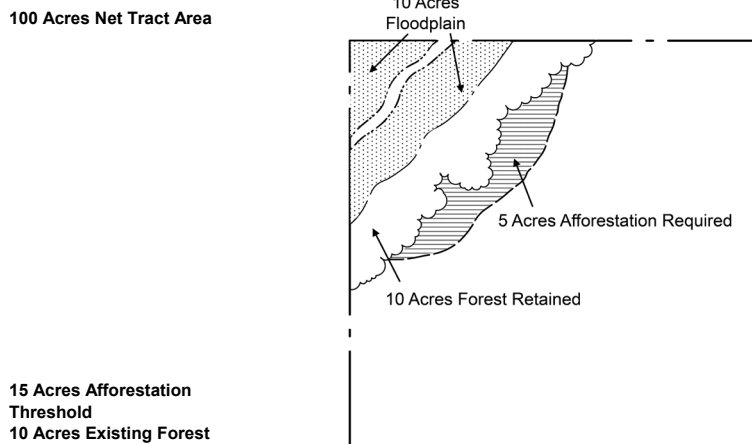 100 Acres Net Tract Area
10 Acres
Floodplain
5 Acres Afforestation Required
10 Acres Forest Retained
15 Acres Afforestation
Threshold
10 Acres Existing Forest